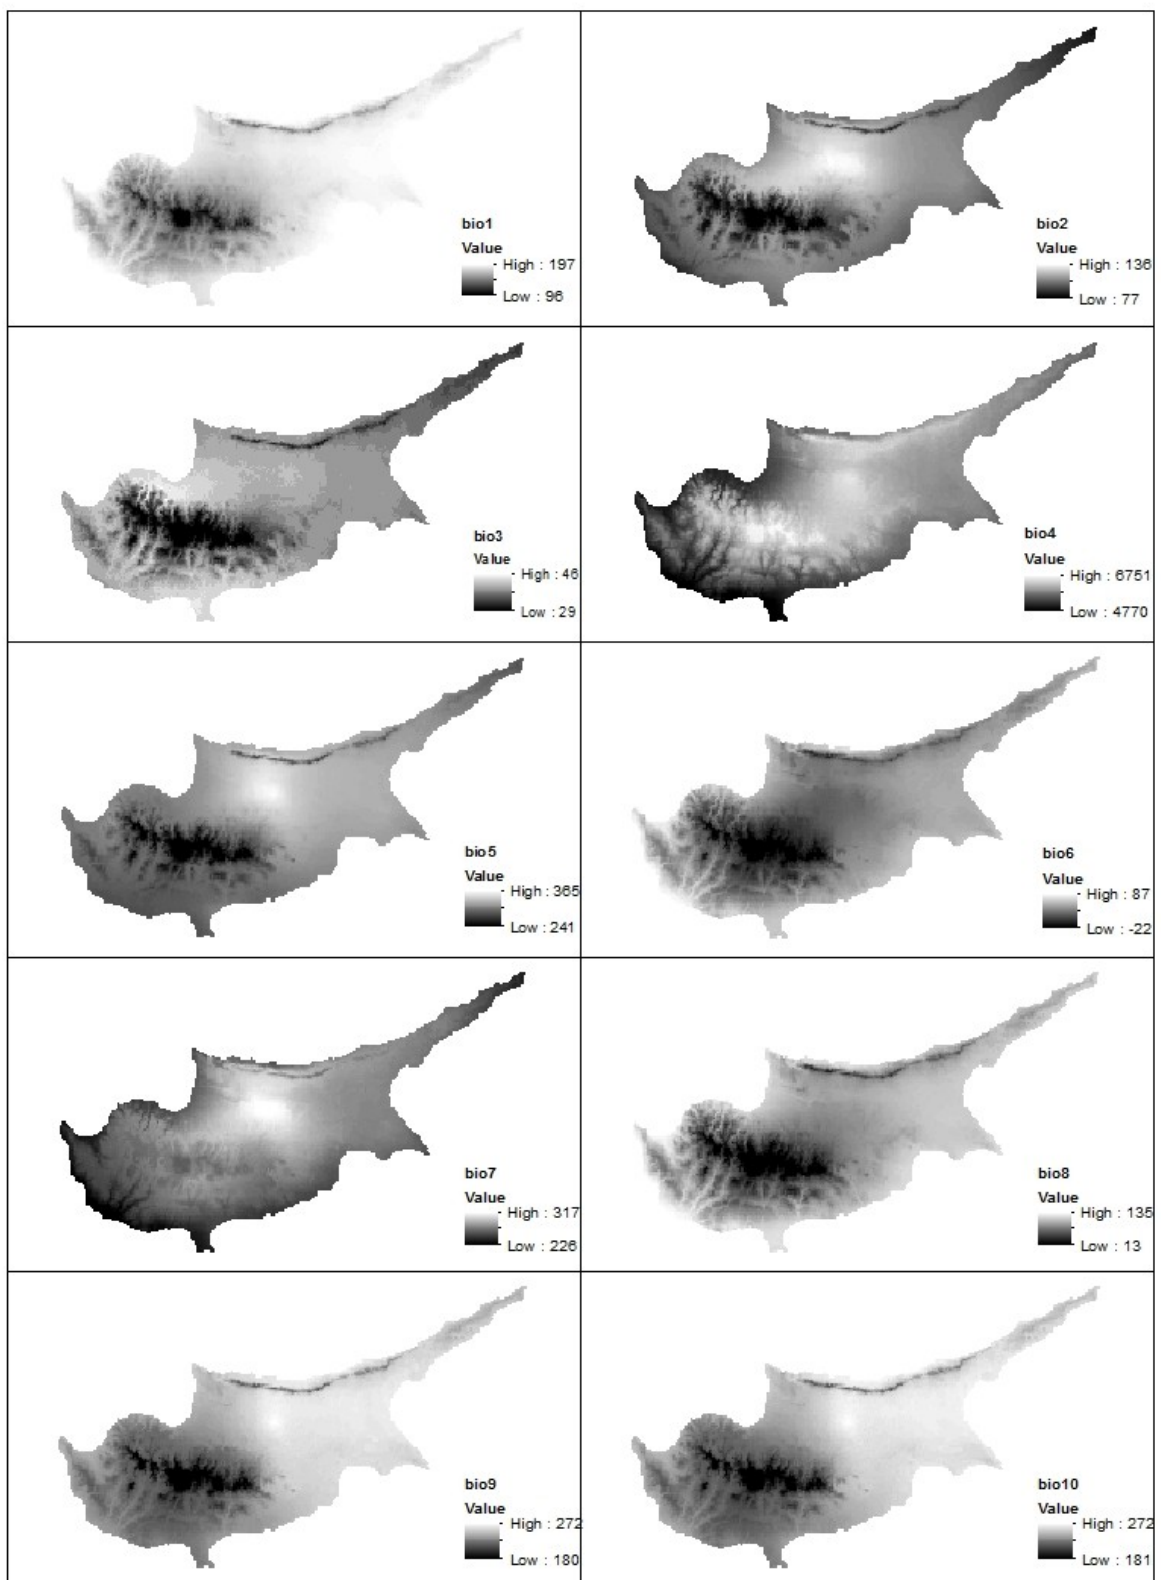 bio1
Value
High : 197
Low : 96
bio2
Value
High : 136
Low : 77
bio3
Value
High : 46
Low : 29
bio4
Value
High : 6751
Low : 4770
bio5
Value
High : 365
Low : 241
bio6
Value
High : 87
Low : -22
bio7
Value
High : 317
Low : 226
bio8
Value
High : 135
Low : 13
bio9
Value
High : 272
Low : 180
bio10
Value
High : 272
Low : 181